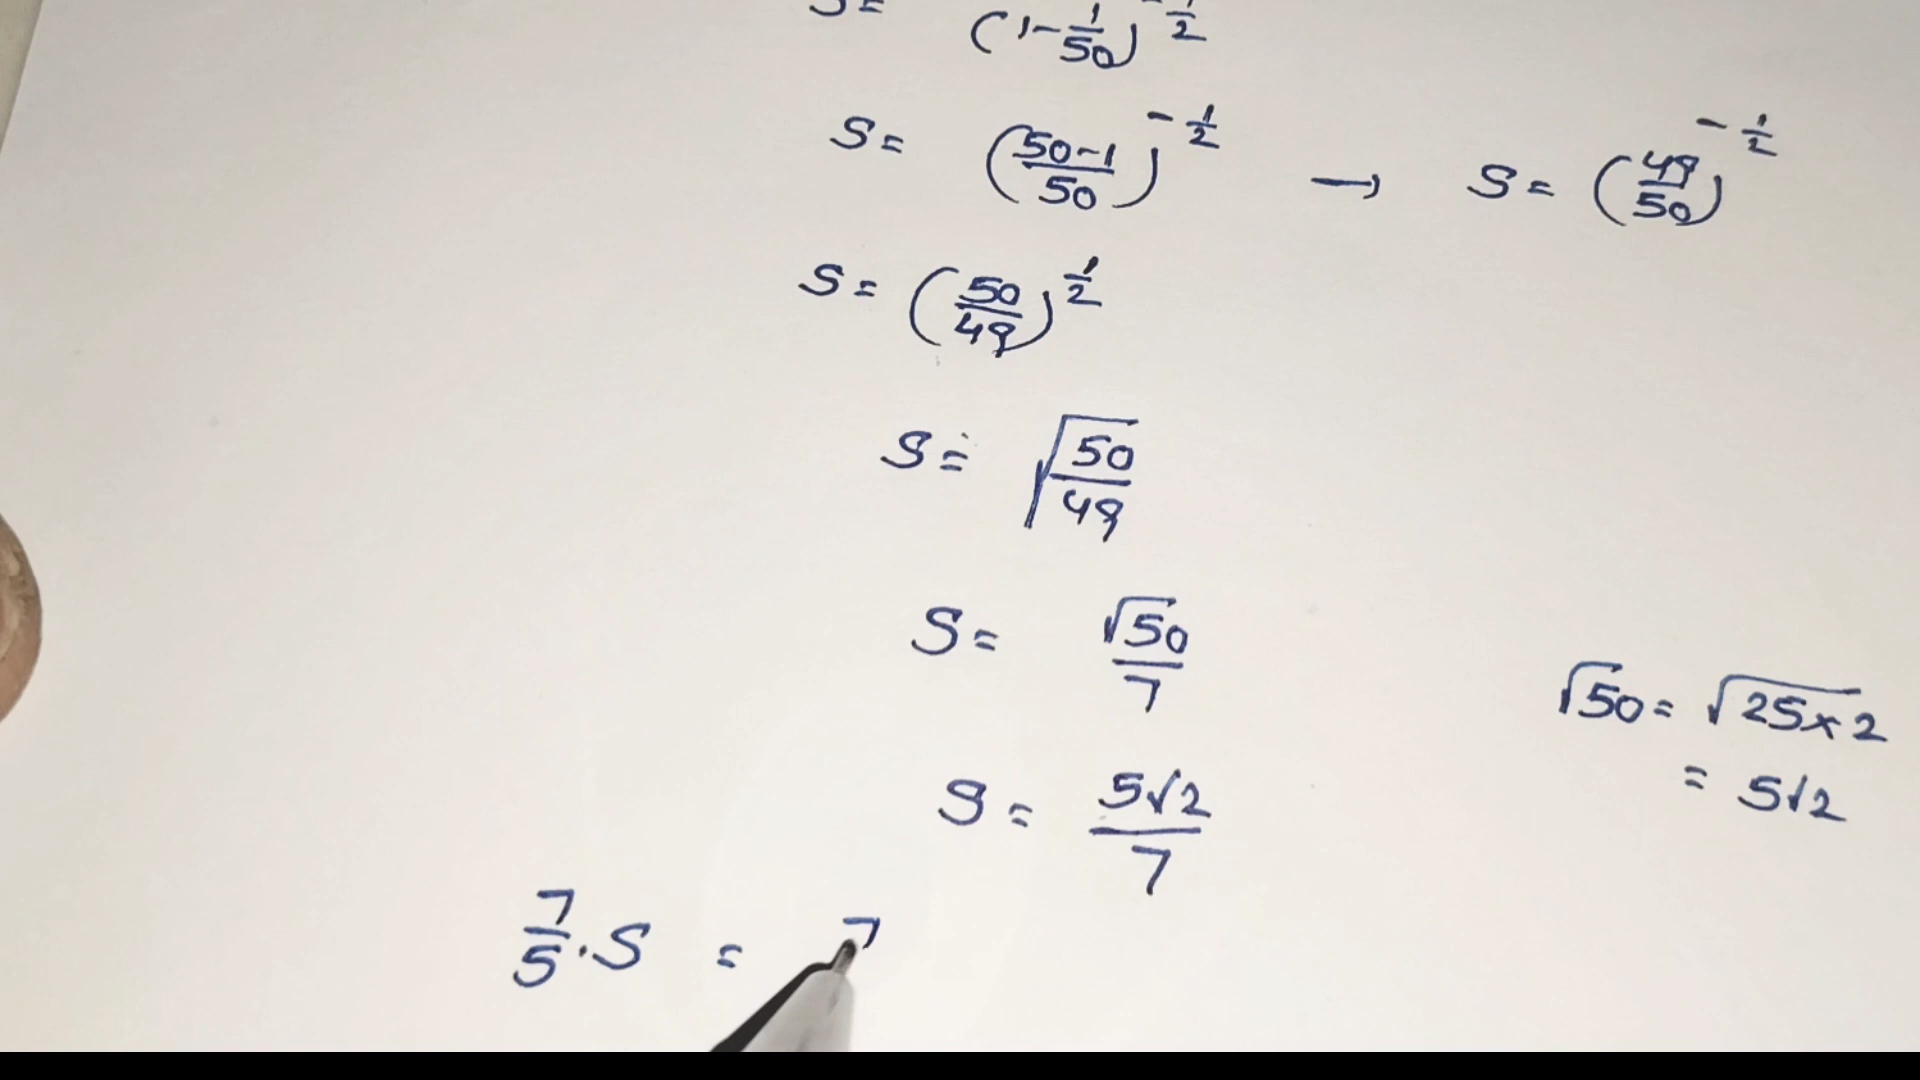 S = (1 - 1/50)^(-1/2)
S = ((50-1)/50)^(-1/2) → S = (49/50)^(-1/2)
S = (50/49)^(1/2)
S = √(50/49)
S = √50/7
√50 = √(25×2)
= 5√2
S = 5√2/7
7/5 · S = 7